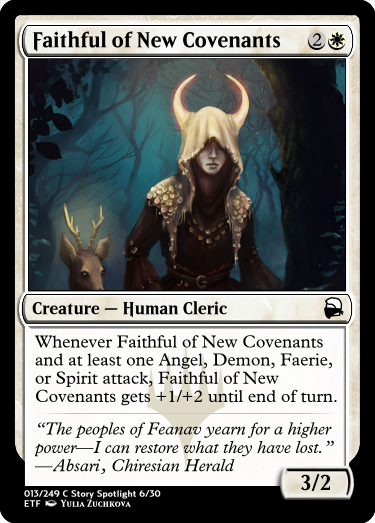 Faithful of New Covenants 2
Creature — Human Cleric
Whenever Faithful of New Covenants
and at least one Angel, Demon, Faerie,
or Spirit attack, Faithful of New
Covenants gets +1/+2 until end of turn.
“The peoples of Feanav yearn for a higher
power—I can restore what they have lost.”
—Absari, Chiresian Herald
3/2
013/249 C Story Spotlight 6/30
ETF Yulia Zuchkova